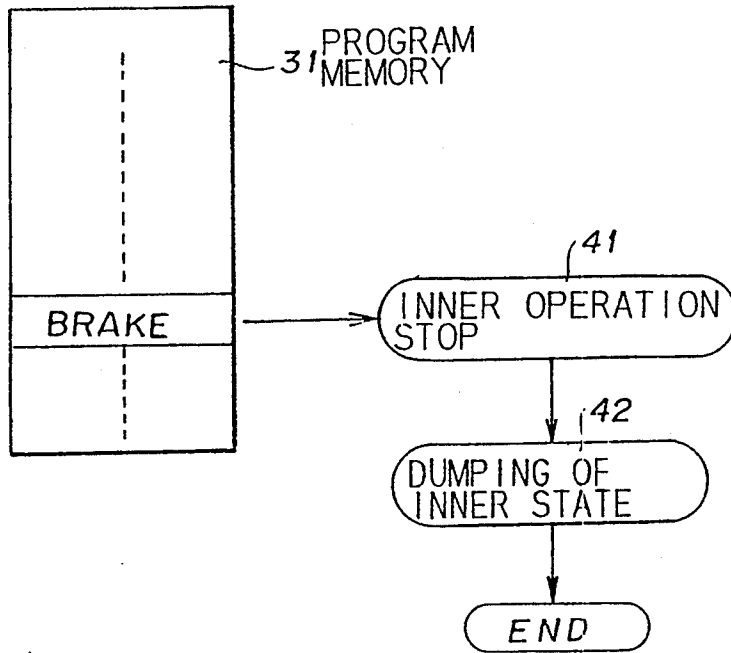 31 PROGRAM
MEMORY
BRAKE
41
INNER OPERATION
STOP
42
DUMPING OF
INNER STATE
END